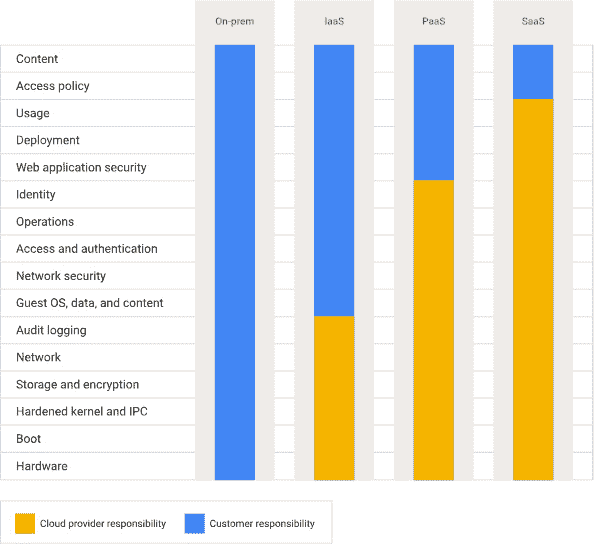 On-prem IaaS PaaS SaaS
Content
Access policy
Usage
Deployment
Web application security
Identity
Operations
Access and authentication
Network security
Guest OS, data, and content
Audit logging
Network
Storage and encryption
Hardened kernel and IPC
Boot
Hardware
Cloud provider responsibility Customer responsibility